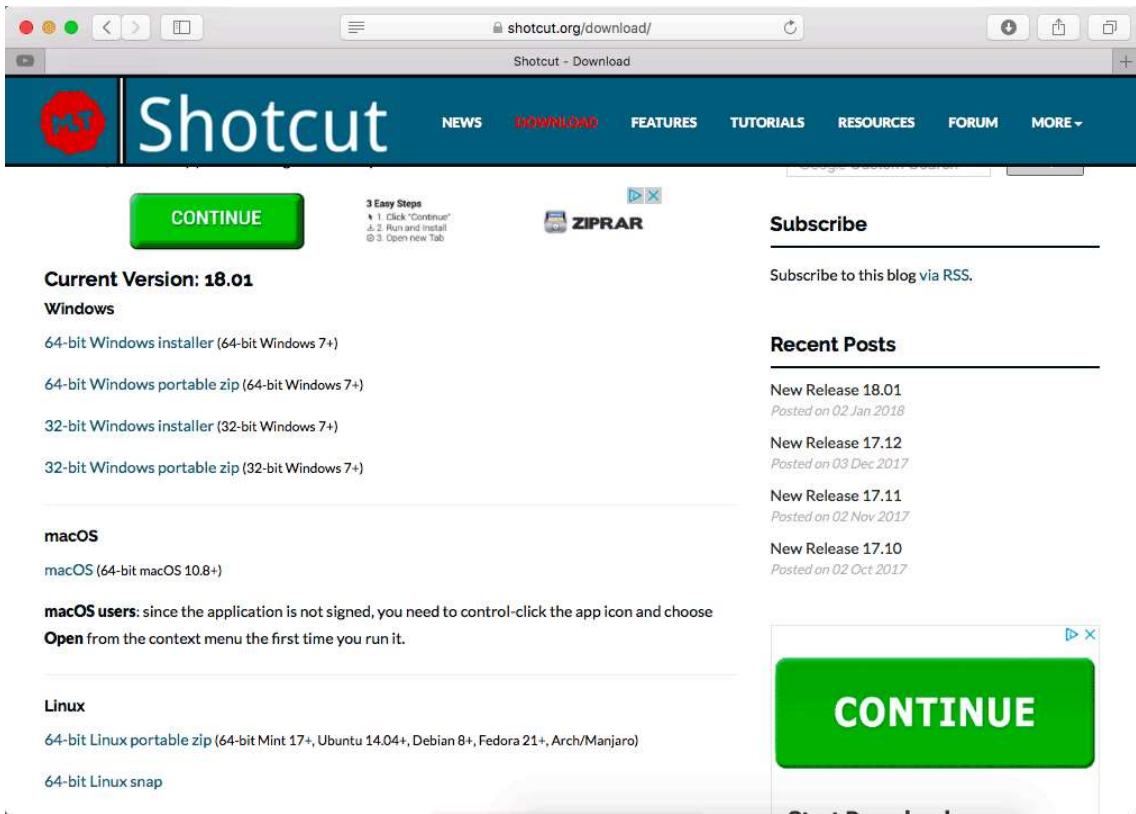 shotcut.org/download/
Shotcut - Download
MLT
Shotcut
NEWS
DOWNLOAD
FEATURES
TUTORIALS
RESOURCES
FORUM
MORE
CONTINUE
3 Easy Steps
1. Click "Continue"
2. Run and Install
3. Open new Tab
ZIPRAR
Current Version: 18.01
Windows
64-bit Windows installer (64-bit Windows 7+)
64-bit Windows portable zip (64-bit Windows 7+)
32-bit Windows installer (32-bit Windows 7+)
32-bit Windows portable zip (32-bit Windows 7+)
macOS
macOS (64-bit macOS 10.8+)
macOS users: since the application is not signed, you need to control-click the app icon and choose
Open from the context menu the first time you run it.
Linux
64-bit Linux portable zip (64-bit Mint 17+, Ubuntu 14.04+, Debian 8+, Fedora 21+, Arch/Manjaro)
64-bit Linux snap
Google Custom Search
Subscribe
Subscribe to this blog via RSS.
Recent Posts
New Release 18.01
Posted on 02 Jan 2018
New Release 17.12
Posted on 03 Dec 2017
New Release 17.11
Posted on 02 Nov 2017
New Release 17.10
Posted on 02 Oct 2017
CONTINUE